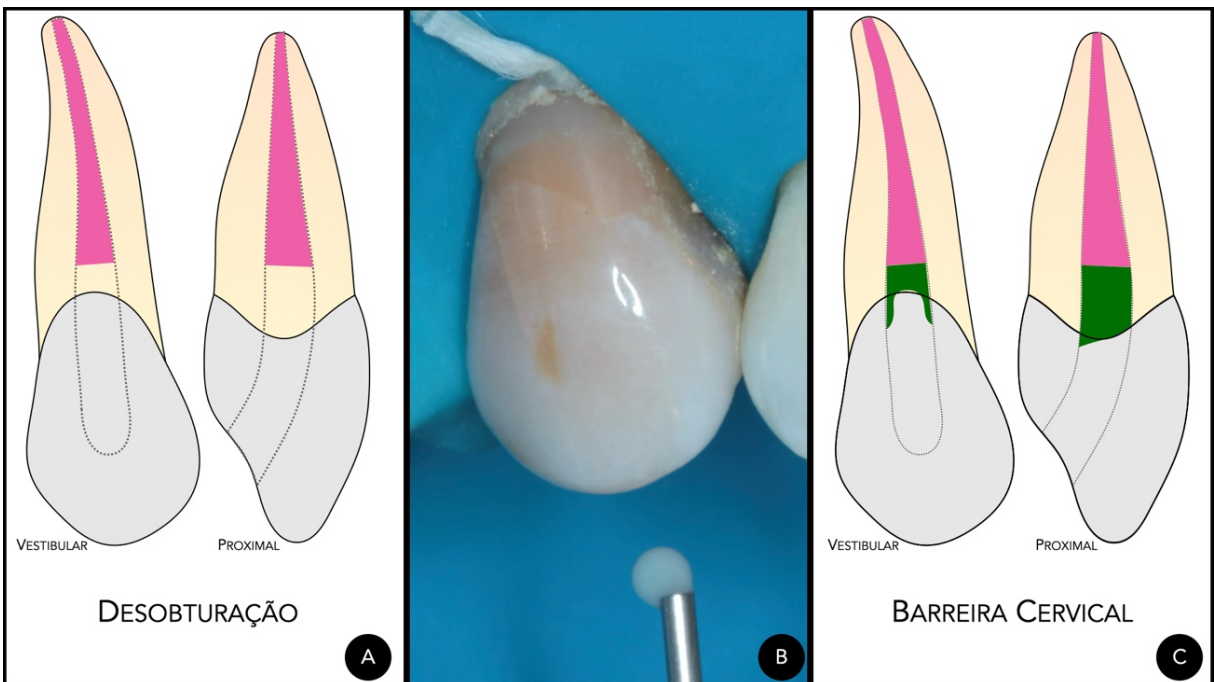 VESTIBULAR
PROXIMAL
DESOBTURAÇÃO
A
B
VESTIBULAR
PROXIMAL
BARREIRA CERVICAL
C